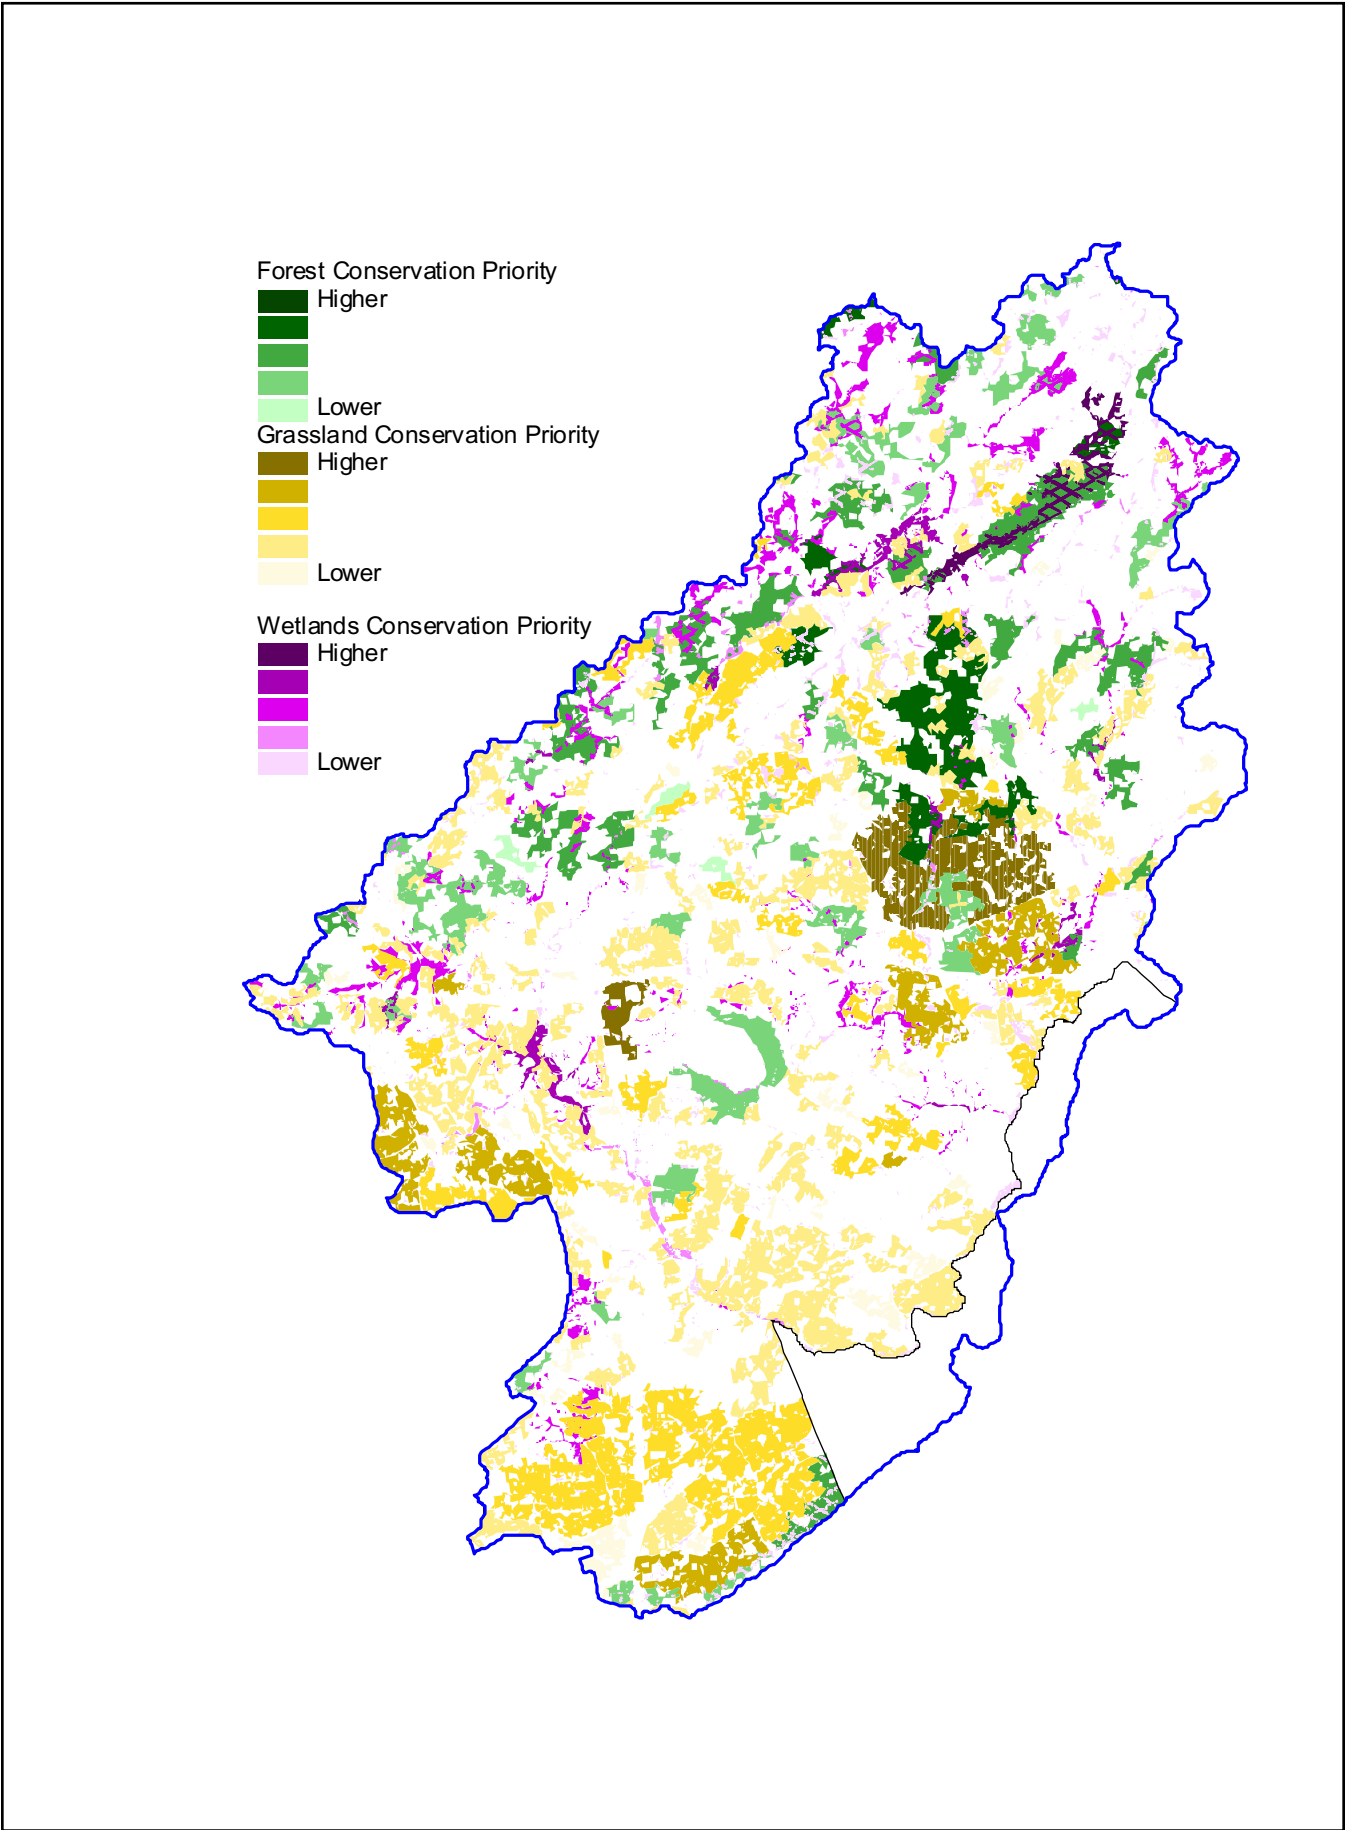 Forest Conservation Priority
Higher
Lower
Grassland Conservation Priority
Higher
Lower
Wetlands Conservation Priority
Higher
Lower